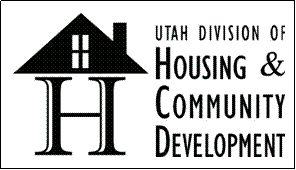 UTAH DIVISION OF
HOUSING &
COMMUNITY
DEVELOPMENT
H